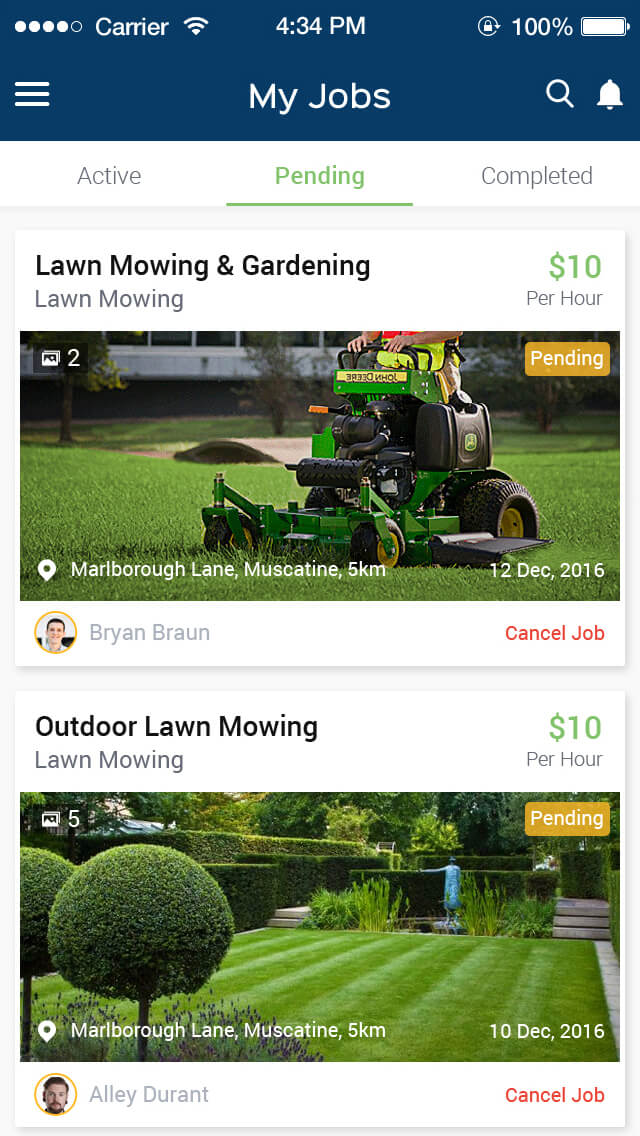 Carrier 4:34 PM 100%
My Jobs
Active Pending Completed
Lawn Mowing & Gardening $10
Lawn Mowing Per Hour
2 Pending
JOHN DEERE
Marlborough Lane, Muscatine, 5km 12 Dec, 2016
Bryan Braun Cancel Job
Outdoor Lawn Mowing $10
Lawn Mowing Per Hour
5 Pending
Marlborough Lane, Muscatine, 5km 10 Dec, 2016
Alley Durant Cancel Job